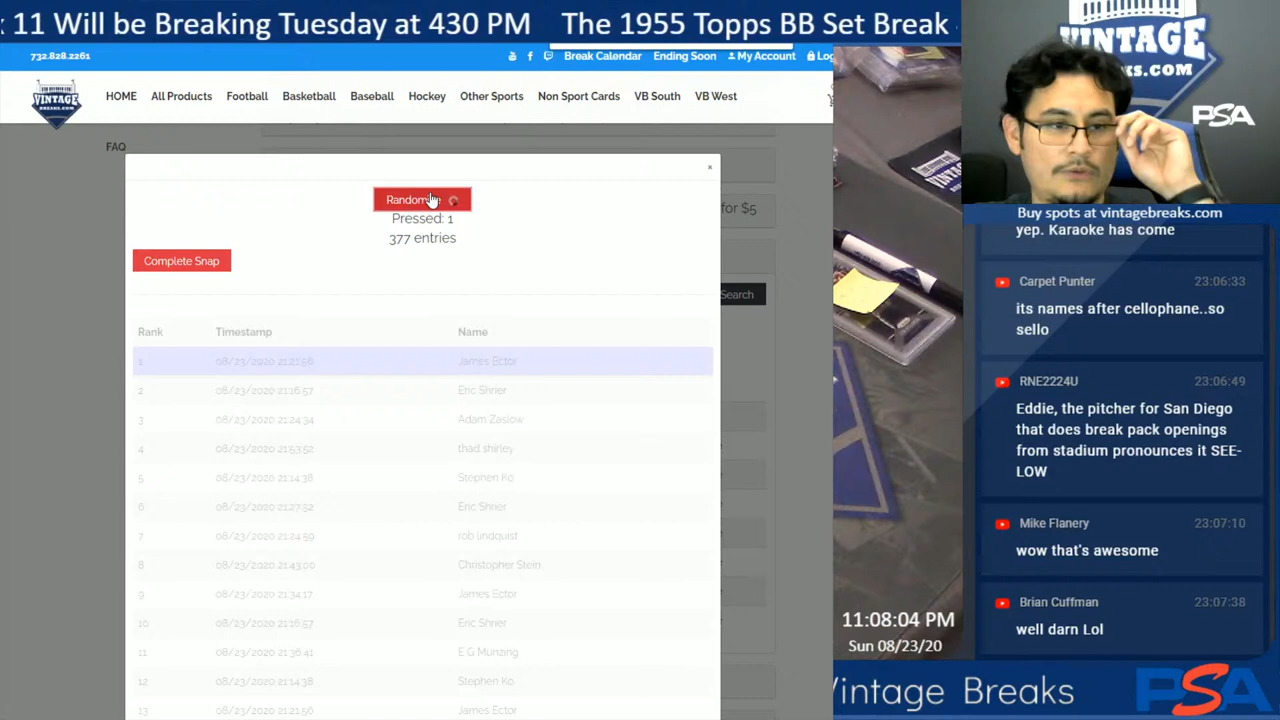 k 11 Will be Breaking Tuesday at 430 PM The 1955 Topps BB Set Break
732.828.2261
Break Calendar Ending Soon My Account Log
VINTAGE
BREAKS.COM
HOME All Products Football Basketball Baseball Hockey Other Sports Non Sport Cards VB South VB West
FAQ
×
Randomize
Pressed: 1
377 entries
Complete Snap
for $5
Search
Rank Timestamp Name
1 08/23/2020 21:21:56 James Ector
2 08/23/2020 21:16:57 Eric Shrier
3 08/23/2020 21:24:34 Adam Zaslow
4 08/23/2020 21:53:52 thad shirley
5 08/23/2020 21:14:38 Stephen Ko
6 08/23/2020 21:27:52 Eric Shrier
7 08/23/2020 21:24:59 rob lindquist
8 08/23/2020 21:43:00 Christopher Stein
9 08/23/2020 21:34:17 James Ector
10 08/23/2020 21:16:57 Eric Shrier
11 08/23/2020 21:36:41 E G Munzing
12 08/23/2020 21:14:38 Stephen Ko
13 08/23/2020 21:21:56 James Ector
VINTAGE
KS.COM
PSA
Buy spots at vintagebreaks.com
yep. Karaoke has come
Carpet Punter 23:06:33
its names after cellophane..so
sello
RNE2224U 23:06:49
Eddie, the pitcher for San Diego
that does break pack openings
from stadium pronounces it SEE-
LOW
Mike Flanery 23:07:10
wow that's awesome
Brian Cuffman 23:07:38
well darn Lol
11:08:04 PM
Sun 08/23/20
Vintage Breaks PSA